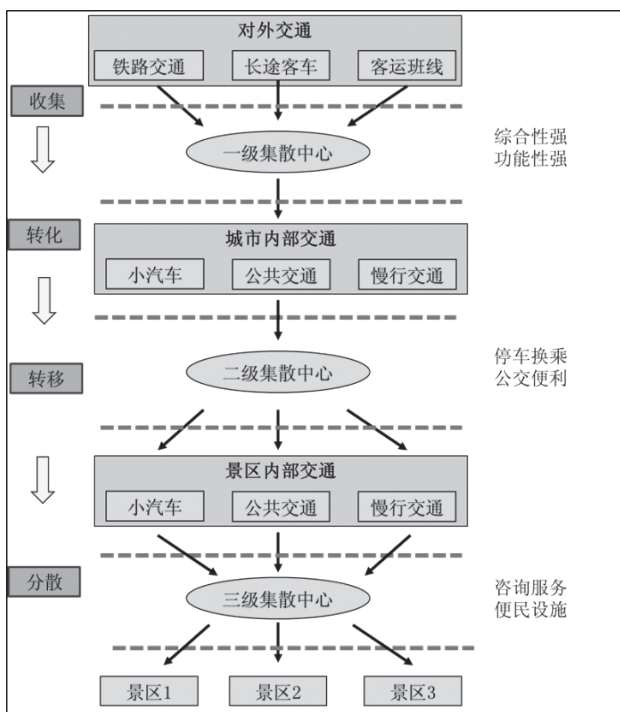 对外交通
铁路交通 长途客车 客运班线
收集
一级集散中心
综合性强
功能性强
转化
城市内部交通
小汽车 公共交通 慢行交通
二级集散中心
停车换乘
公交便利
转移
景区内部交通
小汽车 公共交通 慢行交通
分散
三级集散中心
咨询服务
便民设施
景区1 景区2 景区3